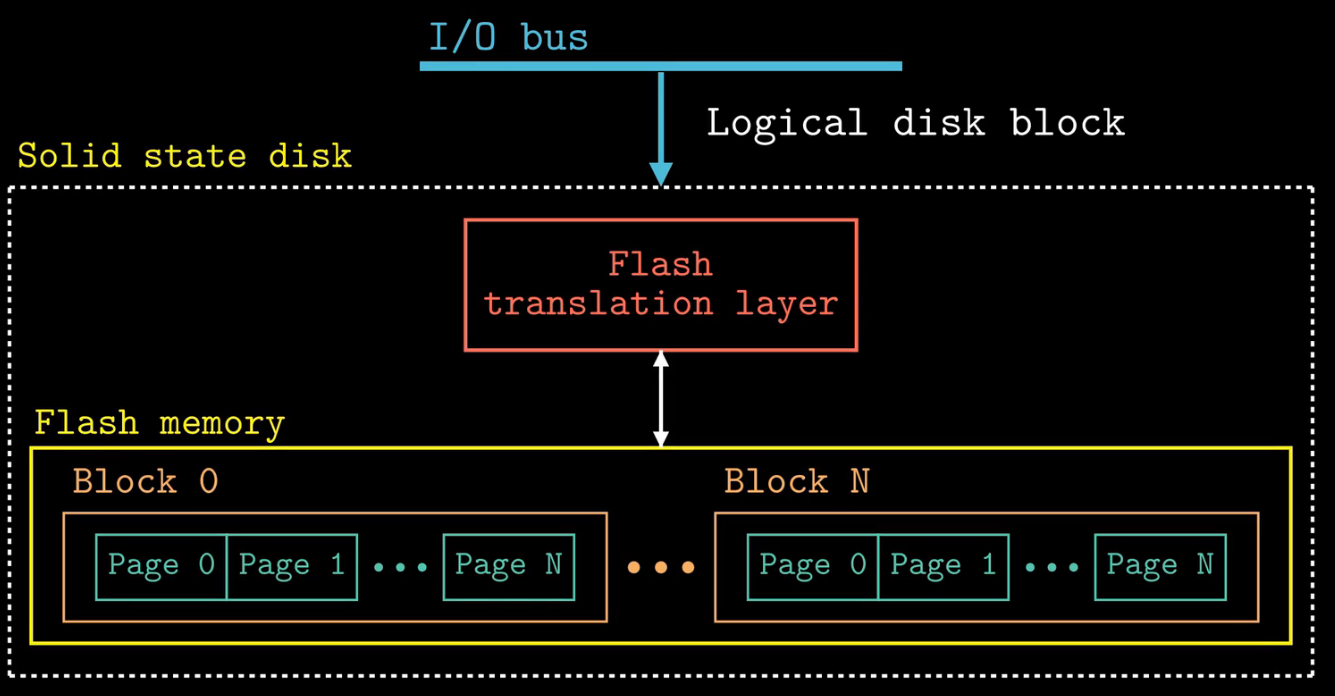 I/O bus
Logical disk block
Solid state disk
Flash
translation layer
Flash memory
Block 0
Block N
Page 0 Page 1 ... Page N ... Page 0 Page 1 ... Page N